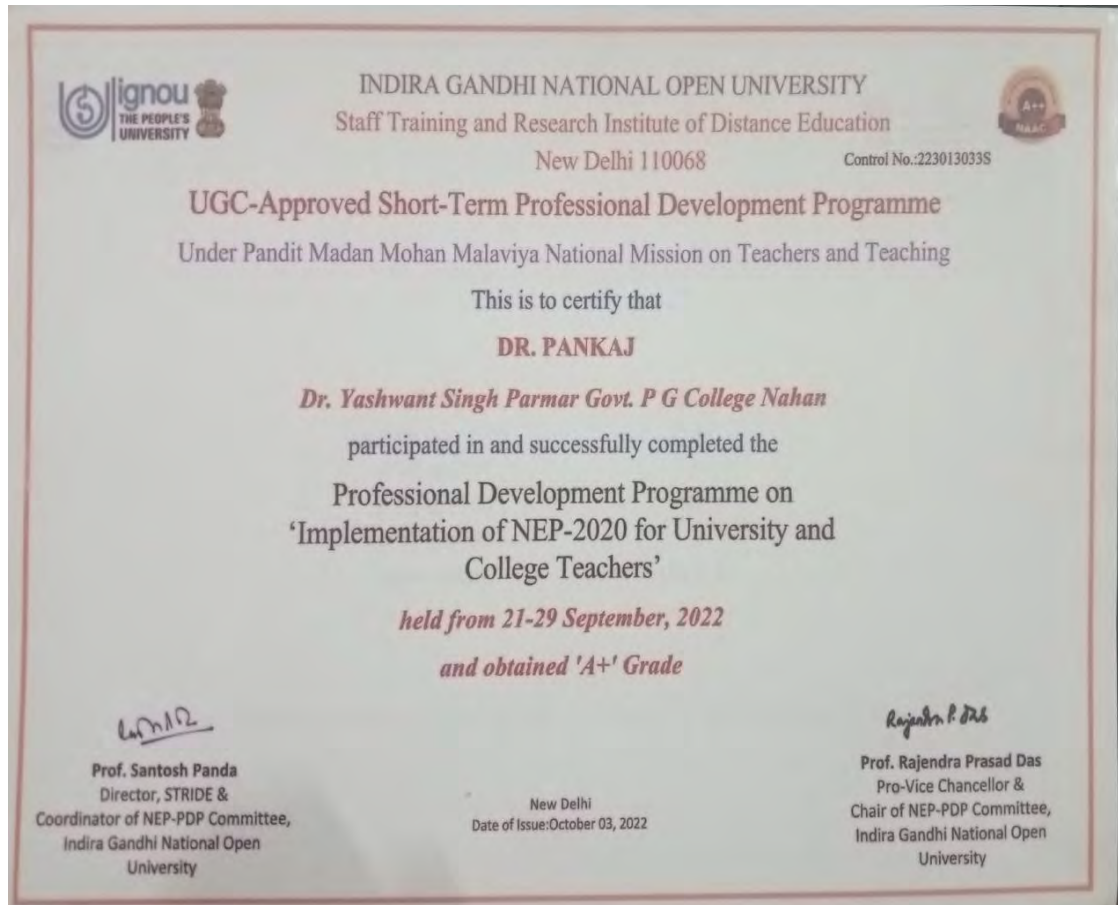 ignou
THE PEOPLE'S
UNIVERSITY
INDIRA GANDHI NATIONAL OPEN UNIVERSITY
Staff Training and Research Institute of Distance Education
New Delhi 110068
Control No.:223013033S
A++
NAAC
UGC-Approved Short-Term Professional Development Programme
Under Pandit Madan Mohan Malaviya National Mission on Teachers and Teaching
This is to certify that
DR. PANKAJ
Dr. Yashwant Singh Parmar Govt. P G College Nahan
participated in and successfully completed the
Professional Development Programme on
‘Implementation of NEP-2020 for University and
College Teachers’
held from 21-29 September, 2022
and obtained 'A+' Grade
Prof. Santosh Panda
Director, STRIDE &
Coordinator of NEP-PDP Committee,
Indira Gandhi National Open
University
New Delhi
Date of Issue:October 03, 2022
Rajendra P. Das
Prof. Rajendra Prasad Das
Pro-Vice Chancellor &
Chair of NEP-PDP Committee,
Indira Gandhi National Open
University